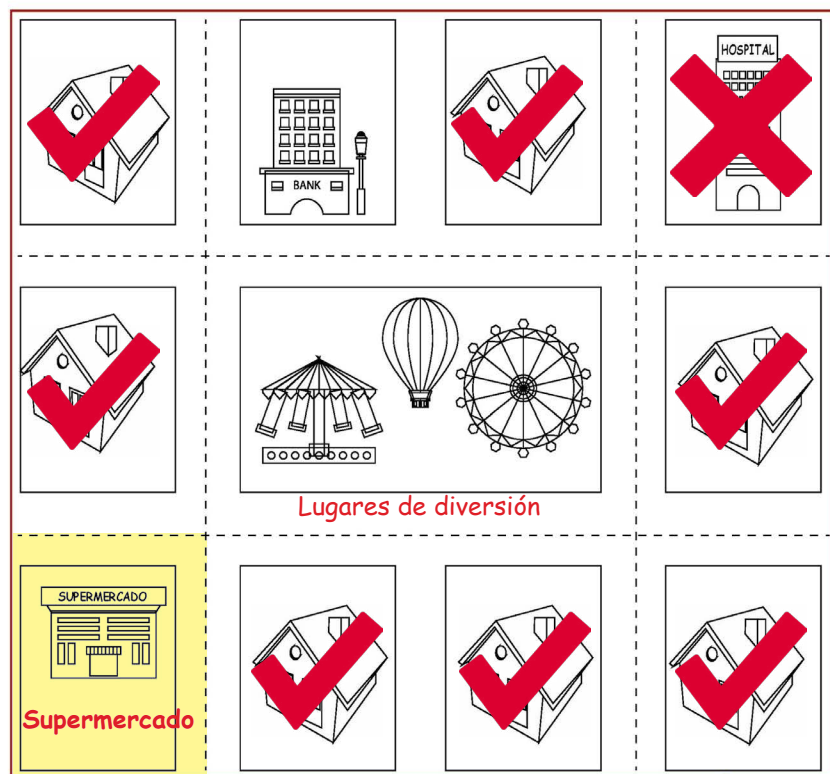 HOSPITAL
BANK
Lugares de diversión
SUPERMERCADO
Supermercado